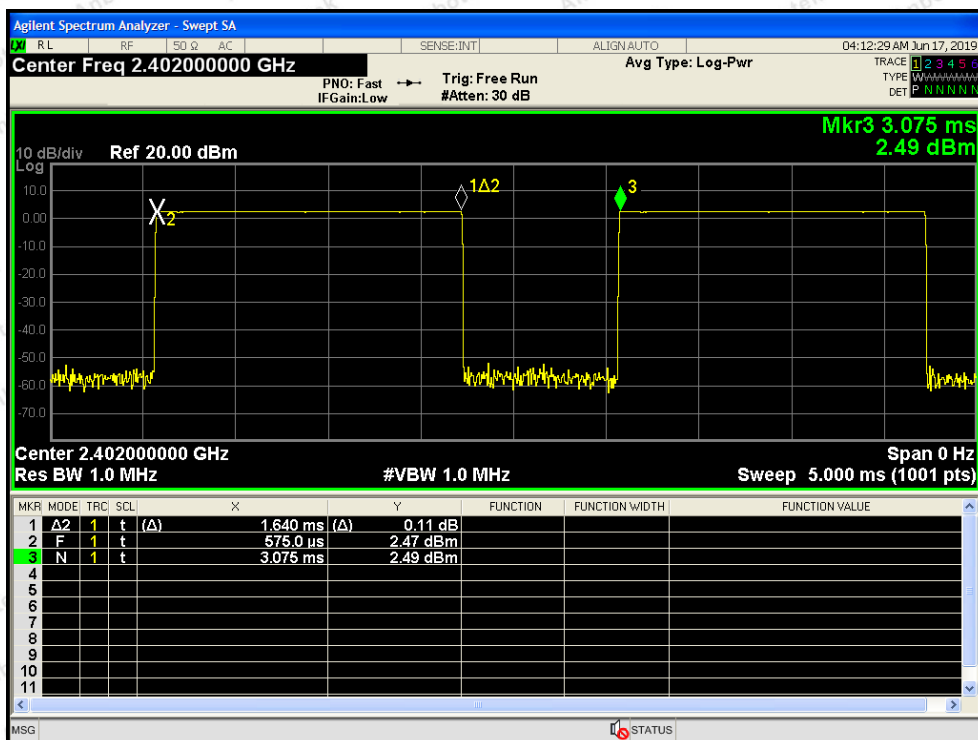 Agilent Spectrum Analyzer - Swept SA
LXI RL RF 50 Ω AC SENSE:INT ALIGN AUTO 04:12:29 AM Jun 17, 2019
Center Freq 2.402000000 GHz Avg Type: Log-Pwr TRACE 1 2 3 4 5 6
PNO: Fast Trig: Free Run TYPE
IFGain:Low #Atten: 30 dB DET P N N N N N
Mkr3 3.075 ms
10 dB/div Ref 20.00 dBm 2.49 dBm
Log
10.0
1Δ2 3
0.00
2
-10.0
-20.0
-30.0
-40.0
-50.0
-60.0
-70.0
Center 2.402000000 GHz Span 0 Hz
Res BW 1.0 MHz #VBW 1.0 MHz Sweep 5.000 ms (1001 pts)
MKR MODE TRC SCL X Y FUNCTION FUNCTION WIDTH FUNCTION VALUE
1 Δ2 1 t (Δ) 1.640 ms (Δ) 0.11 dB
2 F 1 t 575.0 µs 2.47 dBm
3 N 1 t 3.075 ms 2.49 dBm
4
5
6
7
8
9
10
11
MSG STATUS